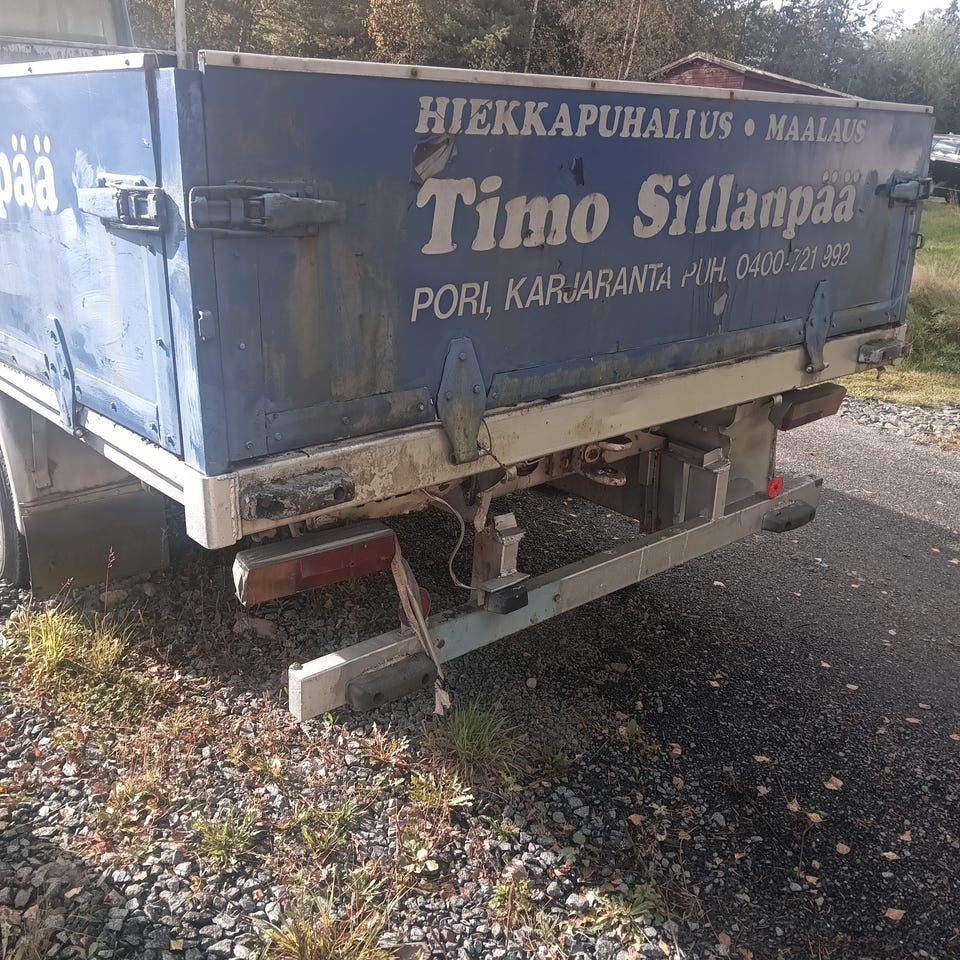 pää
HIEKKAPUHALLUS • MAALAUS
Timo Sillanpää
PORI, KARJARANTA PUH. 0400-721 992